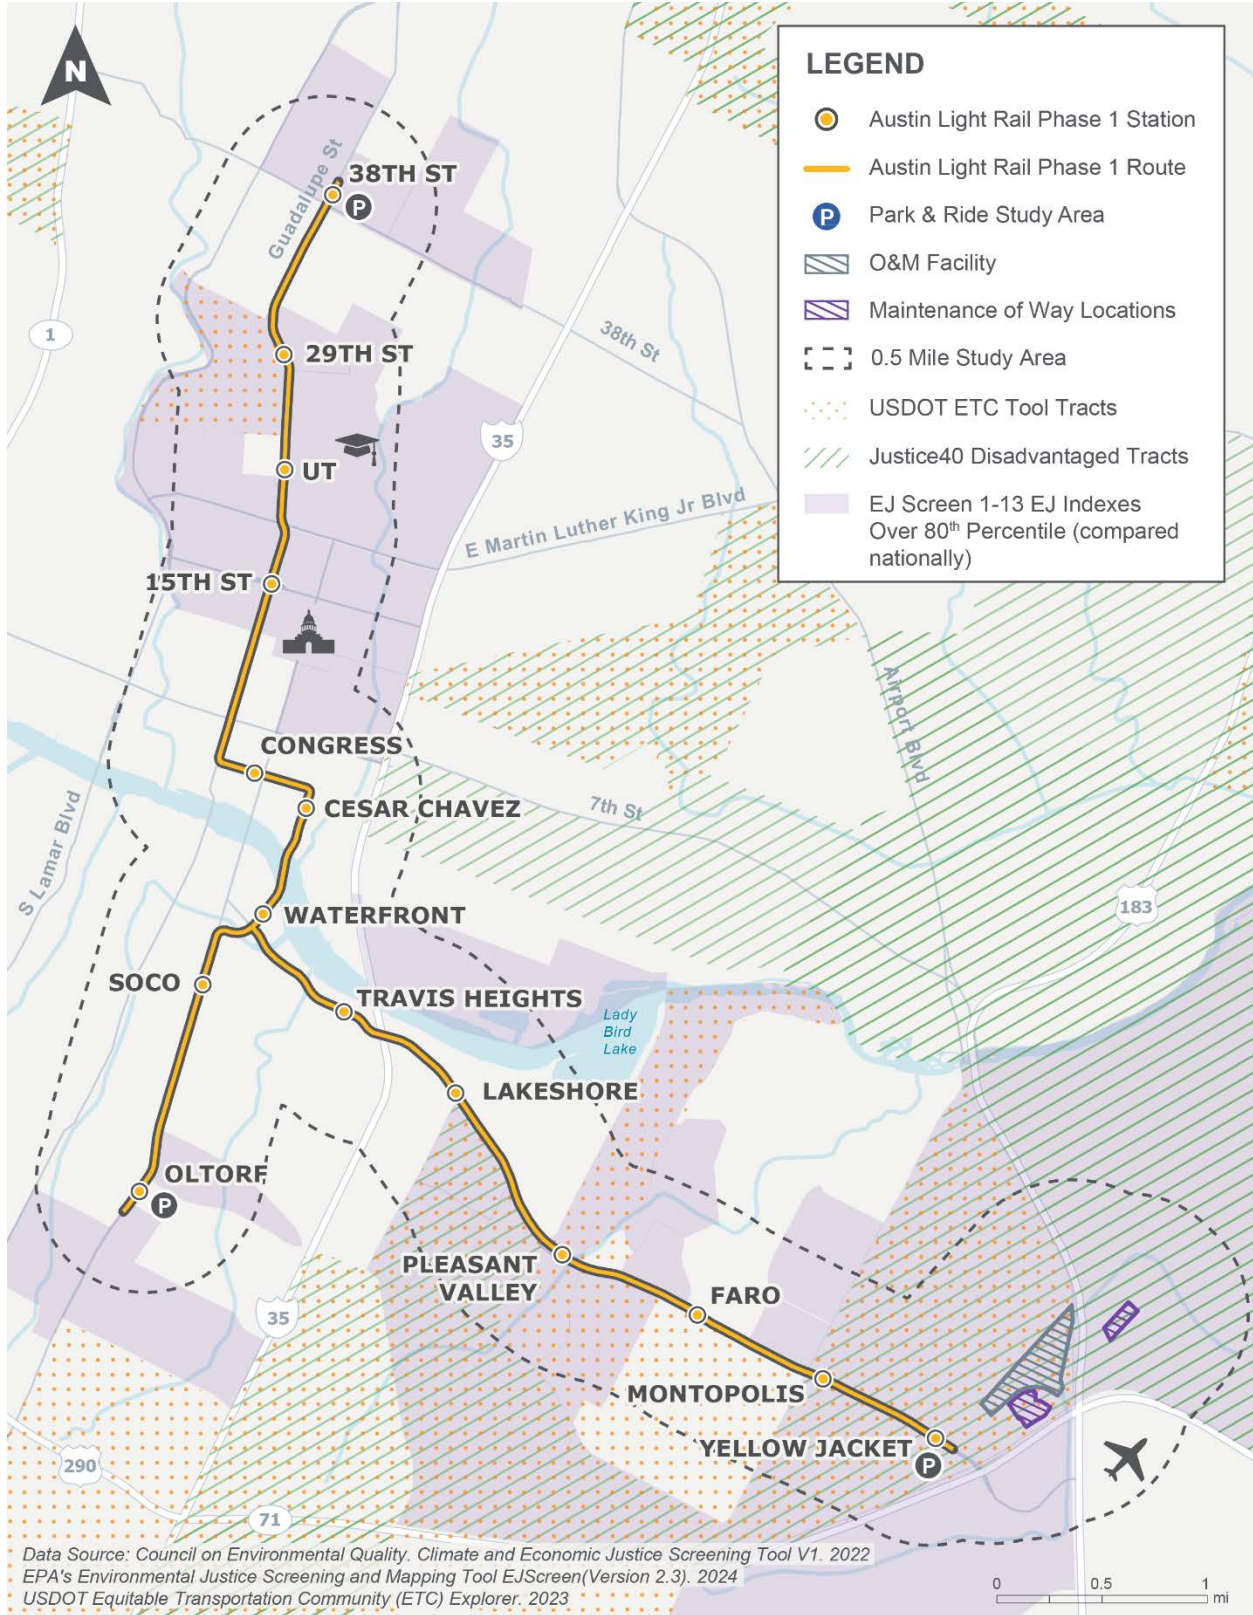 N
LEGEND
Austin Light Rail Phase 1 Station
Austin Light Rail Phase 1 Route
P
Park & Ride Study Area
O&M Facility
Maintenance of Way Locations
0.5 Mile Study Area
USDOT ETC Tool Tracts
Justice40 Disadvantaged Tracts
EJ Screen 1-13 EJ Indexes
Over 80th Percentile (compared
nationally)
38TH ST
P
Guadalupe St
1
38th St
29TH ST
35
UT
E Martin Luther King Jr Blvd
15TH ST
Airport Blvd
CONGRESS
CESAR CHAVEZ
7th St
S Lamar Blvd
183
WATERFRONT
SOCO
TRAVIS HEIGHTS
Lady
Bird
Lake
LAKESHORE
OLTORF
P
PLEASANT
VALLEY
FARO
35
MONTOPOLIS
YELLOW JACKET
P
290
71
Data Source: Council on Environmental Quality. Climate and Economic Justice Screening Tool V1. 2022
EPA's Environmental Justice Screening and Mapping Tool EJScreen(Version 2.3). 2024
USDOT Equitable Transportation Community (ETC) Explorer. 2023
0 0.5 1
mi